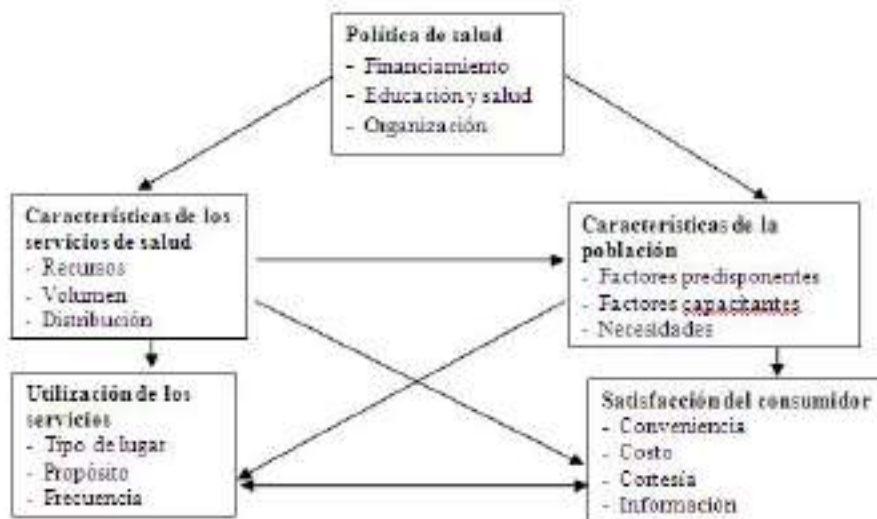 Política de salud
- Financiamiento
- Educación y salud
- Organización
Características de los
servicios de salud
- Recursos
- Volumen
- Distribución
Características de la
población
- Factores predisponentes
- Factores capacitantes
- Necesidades
Utilización de los
servicios
- Tipo de lugar
- Propósito
- Frecuencia
Satisfacción del consumidor
- Conveniencia
- Costo
- Cortesía
- Información